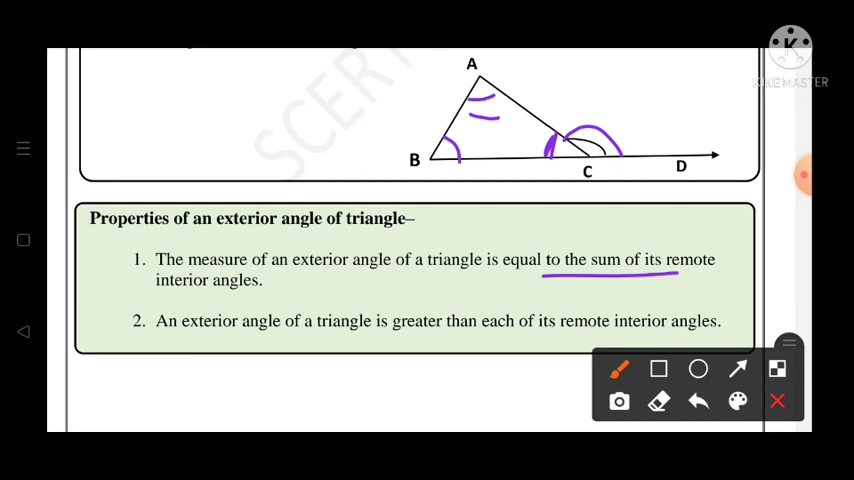 K
KINEMASTER
SCERT
A
B
C
D
Properties of an exterior angle of triangle–
1. The measure of an exterior angle of a triangle is equal to the sum of its remote
interior angles.
2. An exterior angle of a triangle is greater than each of its remote interior angles.